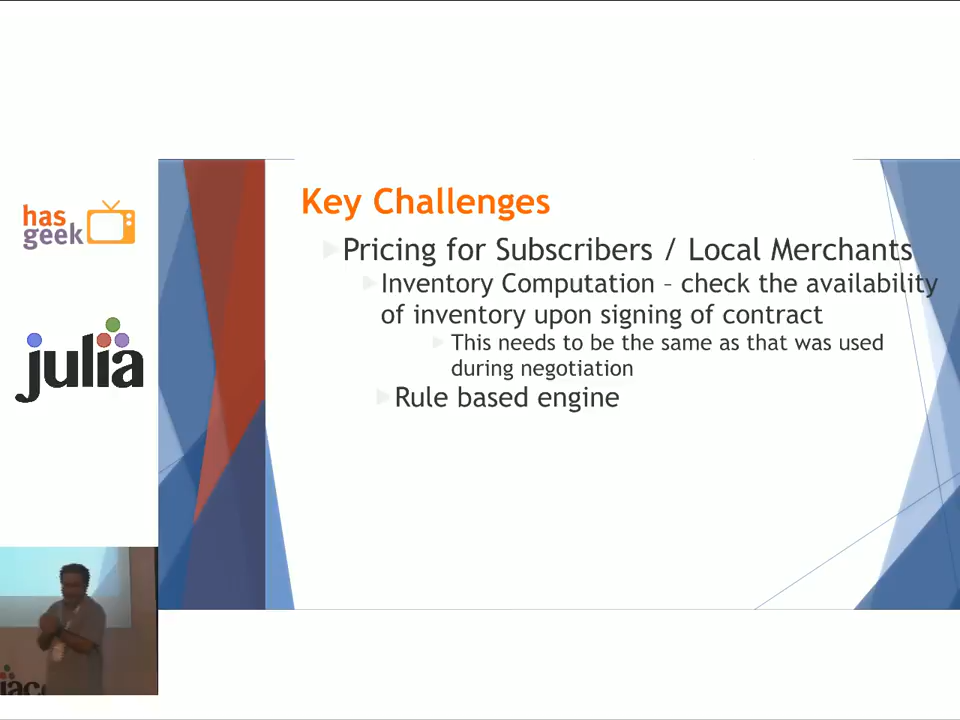 has
geek
julia
Key Challenges
Pricing for Subscribers / Local Merchants
Inventory Computation – check the availability
of inventory upon signing of contract
This needs to be the same as that was used
during negotiation
Rule based engine